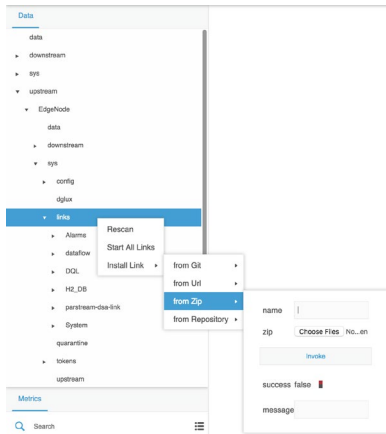 Data
data
downstream
sys
upstream
EdgeNode
data
downstream
sys
config
dglux
links
Alarms
dataflow
DQL
H2_DB
parstream-dsa-link
System
quarantine
tokens
upstream
Metrics
Search
Rescan
Start All Links
Install Link
from Git
from Url
from Zip
from Repository
name
zip Choose Files No...en
Invoke
success false
message